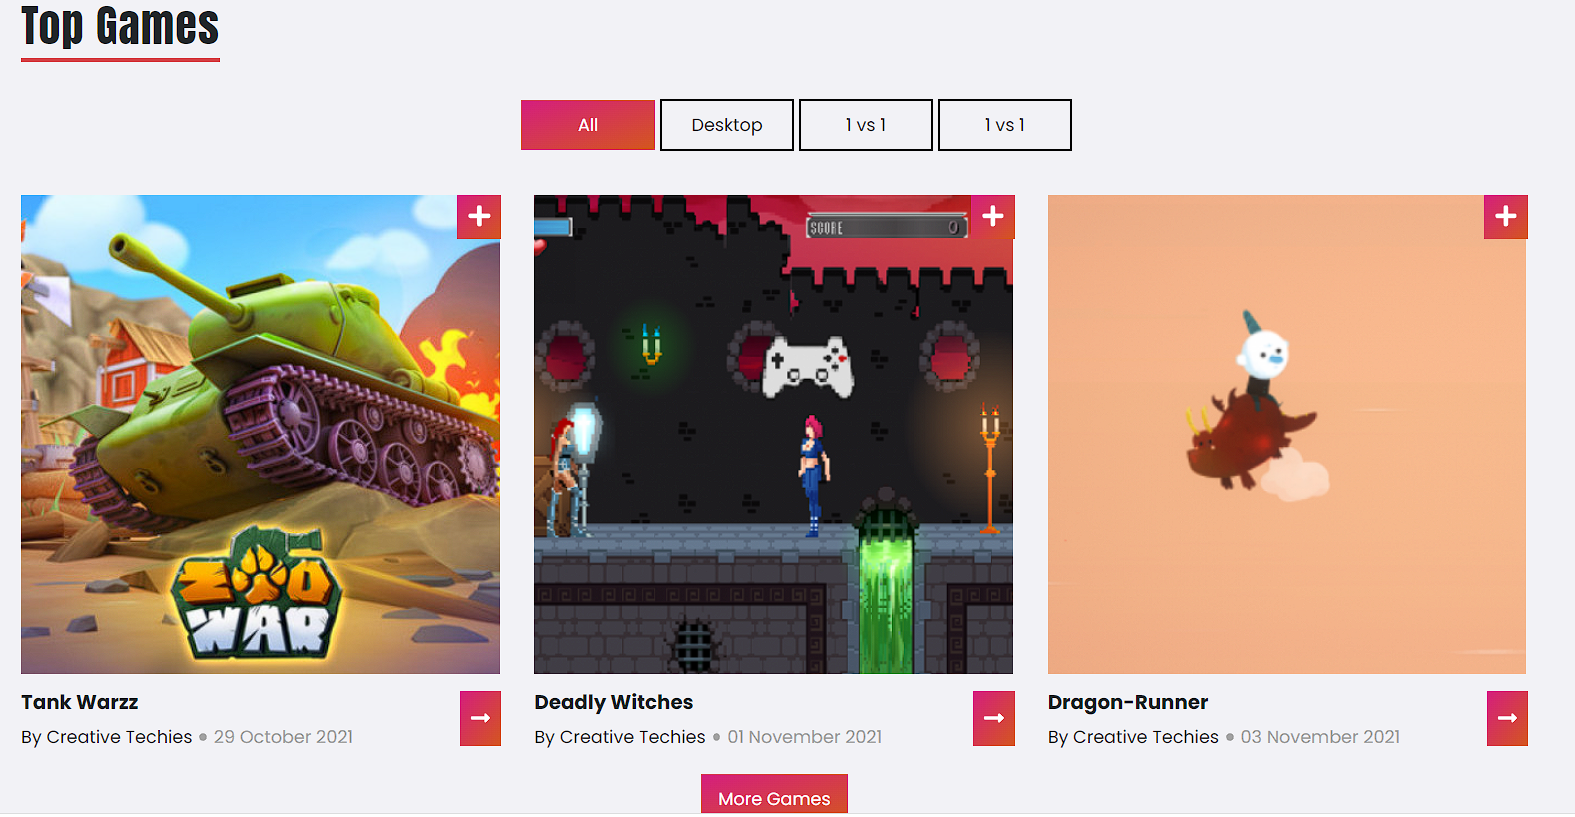 Top Games
All
Desktop
1 vs 1
1 vs 1
SCORE 0
ZOO
WAR
Tank Warzz
By Creative Techies • 29 October 2021
Deadly Witches
By Creative Techies • 01 November 2021
Dragon-Runner
By Creative Techies • 03 November 2021
More Games